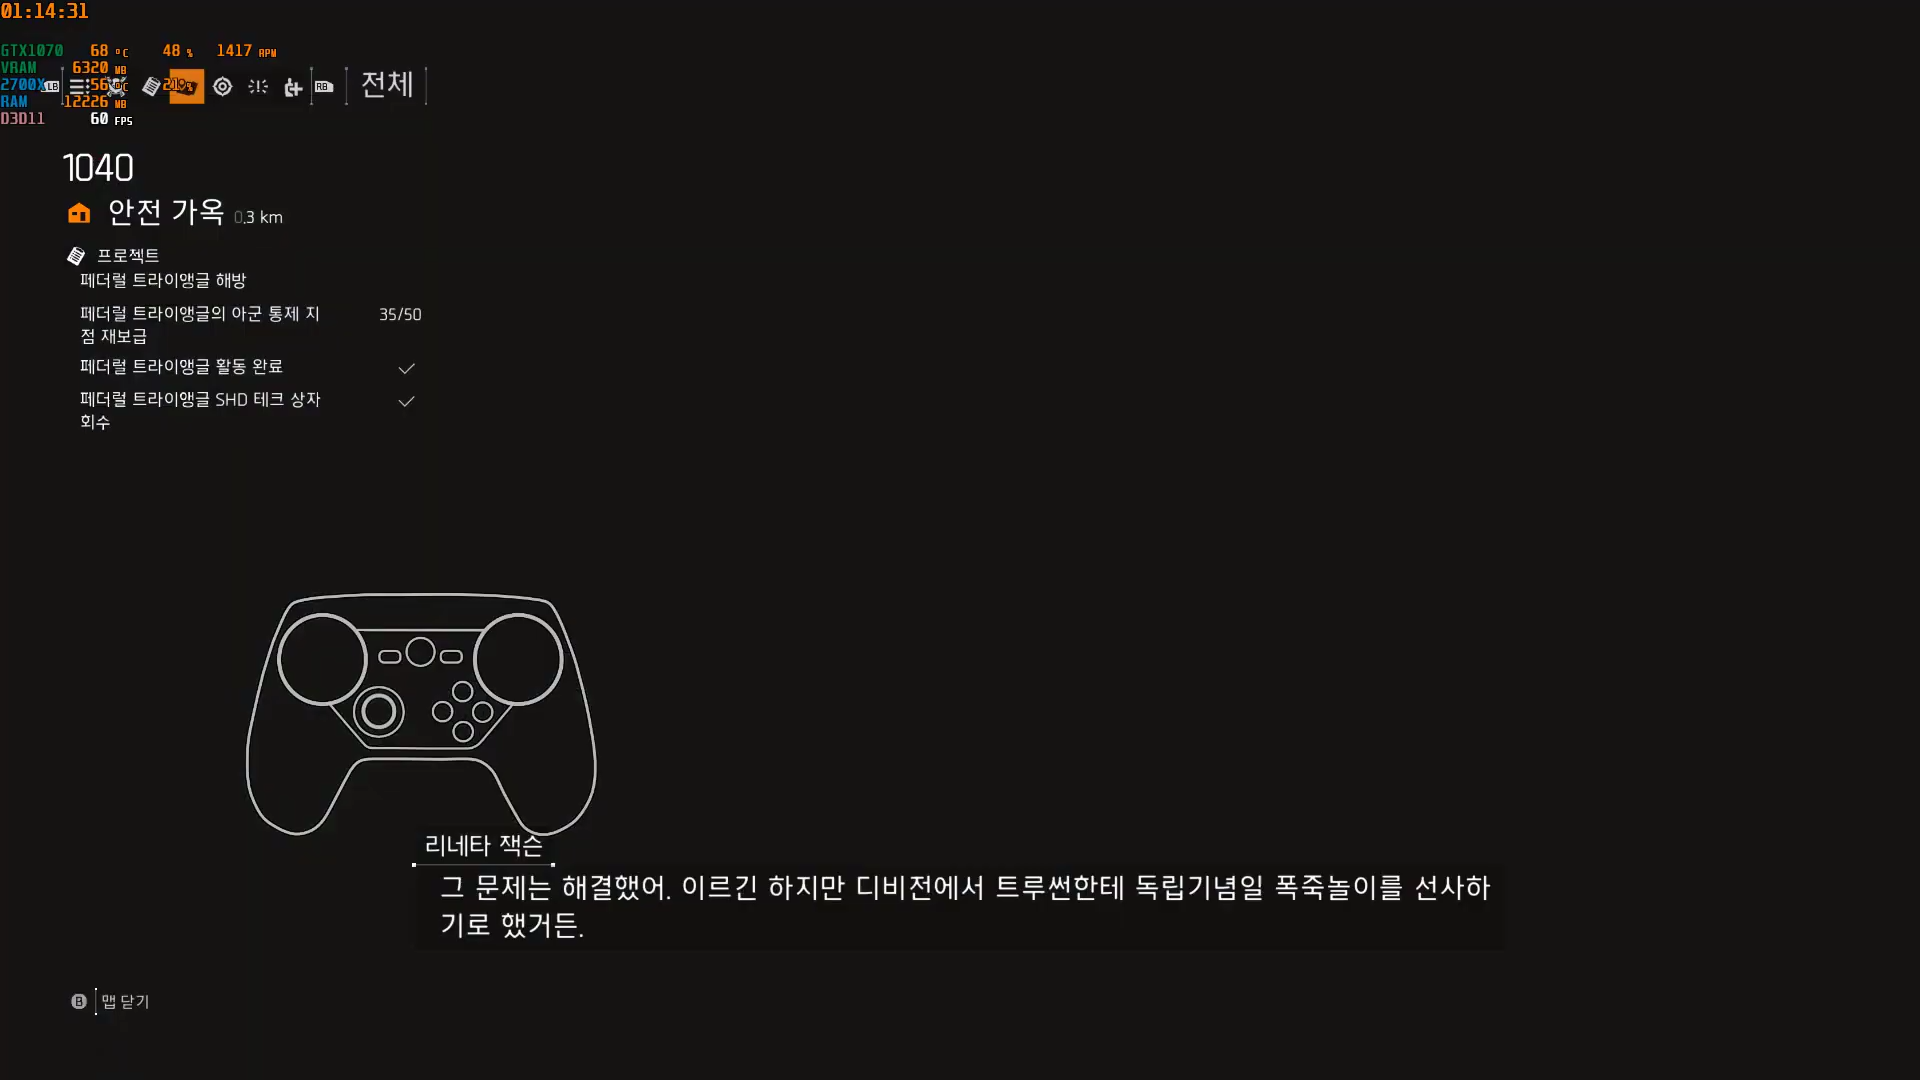 01:14:31
GTX1070 68 °C 48 % 1417 RPM
VRAM 6320 MB
2700X 56 °C 21% LB RB 전체
RAM 12226 MB
D3D11 60 FPS
1040
안전 가옥 0.3 km
프로젝트
페더럴 트라이앵글 해방
페더럴 트라이앵글의 아군 통제 지 35/50
점 재보급
페더럴 트라이앵글 활동 완료
페더럴 트라이앵글 SHD 테크 상자
회수
리네타 잭슨
그 문제는 해결했어. 이르긴 하지만 디비전에서 트루썬한테 독립기념일 폭죽놀이를 선사하
기로 했거든.
B 맵 닫기